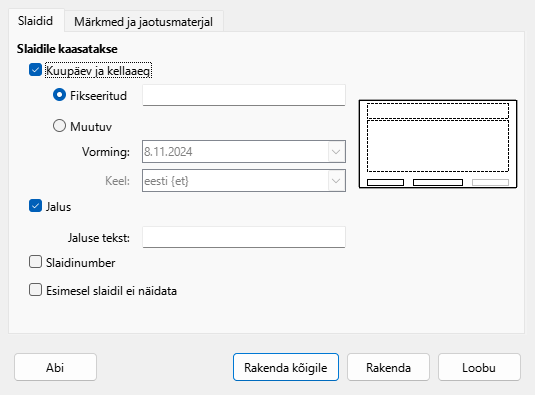 Slaidid Märkmed ja jaotusmaterjal
Slaidile kaasatakse
Kuupäev ja kellaaeg
Fikseeritud
Muutuv
Vorming: 8.11.2024
Keel: eesti {et}
Jalus
Jaluse tekst:
Slaidinumber
Esimesel slaidil ei näidata
Abi Rakenda kõigile Rakenda Loobu